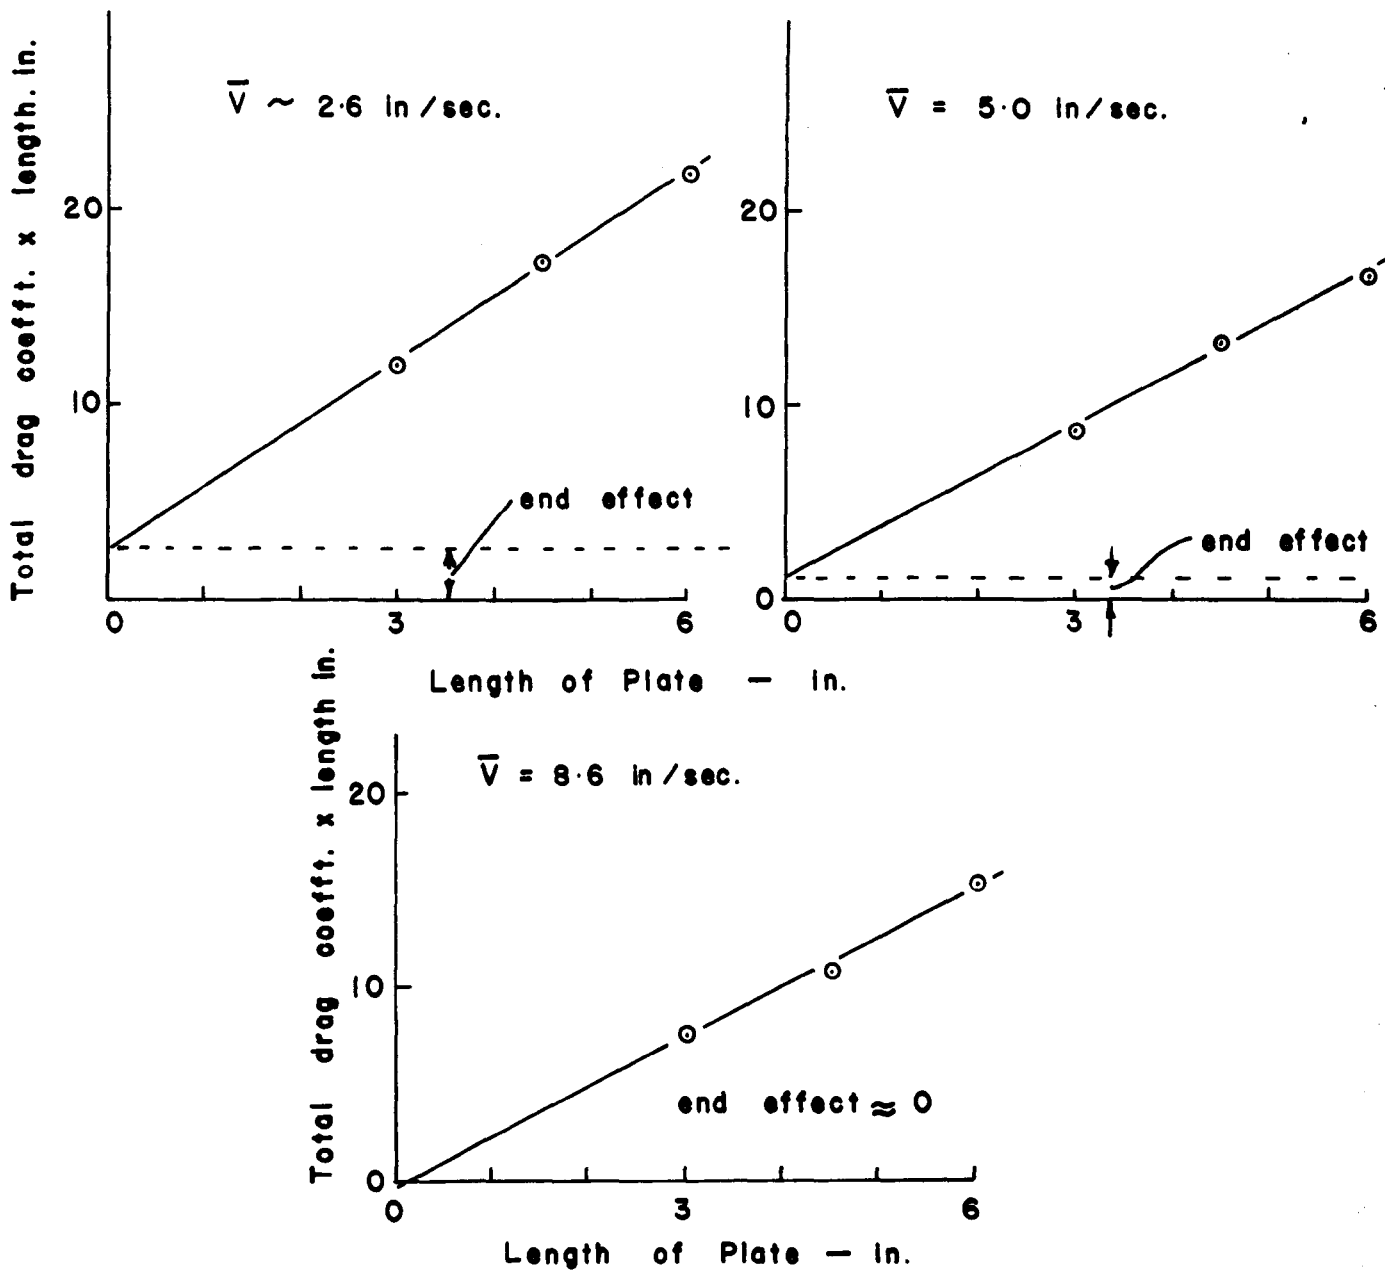 Total drag coefft. x length. in.
V̅ ~ 2·6 in/sec.
20
10
end effect
0 3 6
V̅ = 5·0 in/sec.
20
10
0
end effect
0 3 6
Length of Plate — in.
Total drag coefft. x length in.
V̅ = 8·6 in/sec.
20
10
0
end effect ≈ 0
0 3 6
Length of Plate — in.